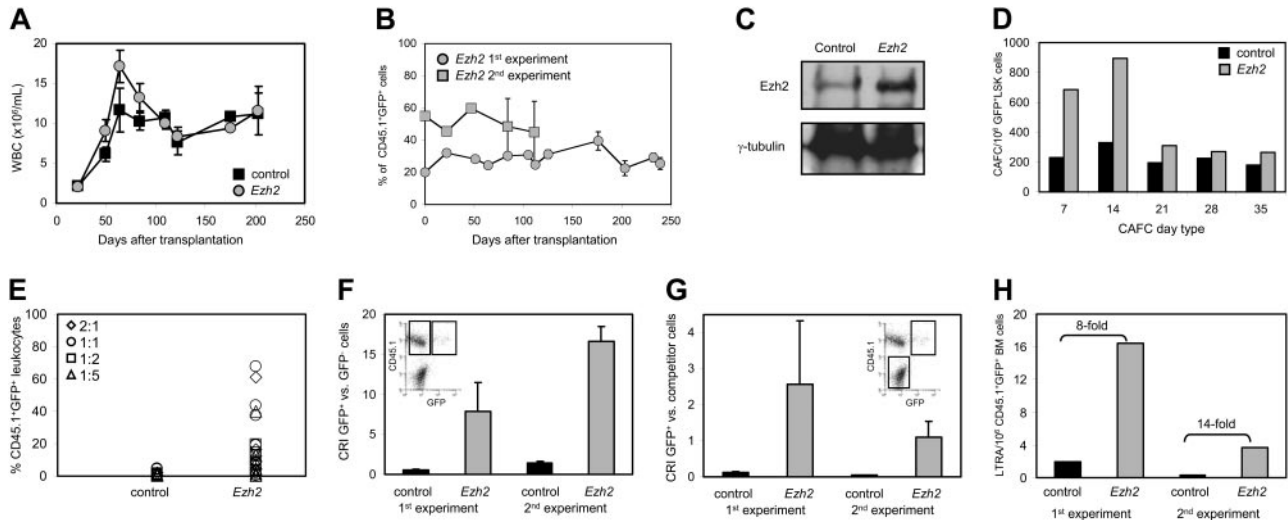 A
WBC (x10⁶/mL)
20
15
10
5
0
0 50 100 150 200 250
Days after transplantation
control
Ezh2
B
% of CD45.1⁺GFP⁺ cells
100
80
60
40
20
0
0 50 100 150 200 250
Days after transplantation
Ezh2 1ˢᵗ experiment
Ezh2 2ⁿᵈ experiment
C
Control Ezh2
Ezh2
γ-tubulin
D
CAFC/10⁵ GFP⁺LSK cells
1000
800
600
400
200
0
7 14 21 28 35
CAFC day type
control
Ezh2
E
% CD45.1⁺GFP⁺ leukocytes
100
80
60
40
20
0
2:1
1:1
1:2
1:5
control Ezh2
F
CRI GFP⁺ vs. GFP⁻ cells
20
15
10
5
0
CD45.1
GFP
control Ezh2 control Ezh2
1ˢᵗ experiment 2ⁿᵈ experiment
G
CRI GFP⁺ vs. competitor cells
4
3
2
1
0
CD45.1
GFP
control Ezh2 control Ezh2
1ˢᵗ experiment 2ⁿᵈ experiment
H
LTRA/10⁵ CD45.1⁺GFP⁺ BM cells
20
16
12
8
4
0
8-fold
14-fold
control Ezh2 control Ezh2
1ˢᵗ experiment 2ⁿᵈ experiment